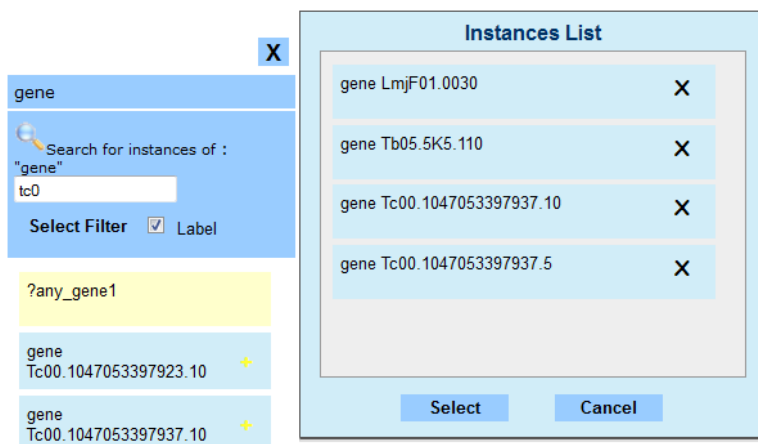 X
gene
Search for instances of :
"gene"
tc0
Select Filter Label
?any_gene1
gene
Tc00.1047053397923.10 +
gene
Tc00.1047053397937.10 +
Instances List
gene LmjF01.0030 X
gene Tb05.5K5.110 X
gene Tc00.1047053397937.10 X
gene Tc00.1047053397937.5 X
Select Cancel